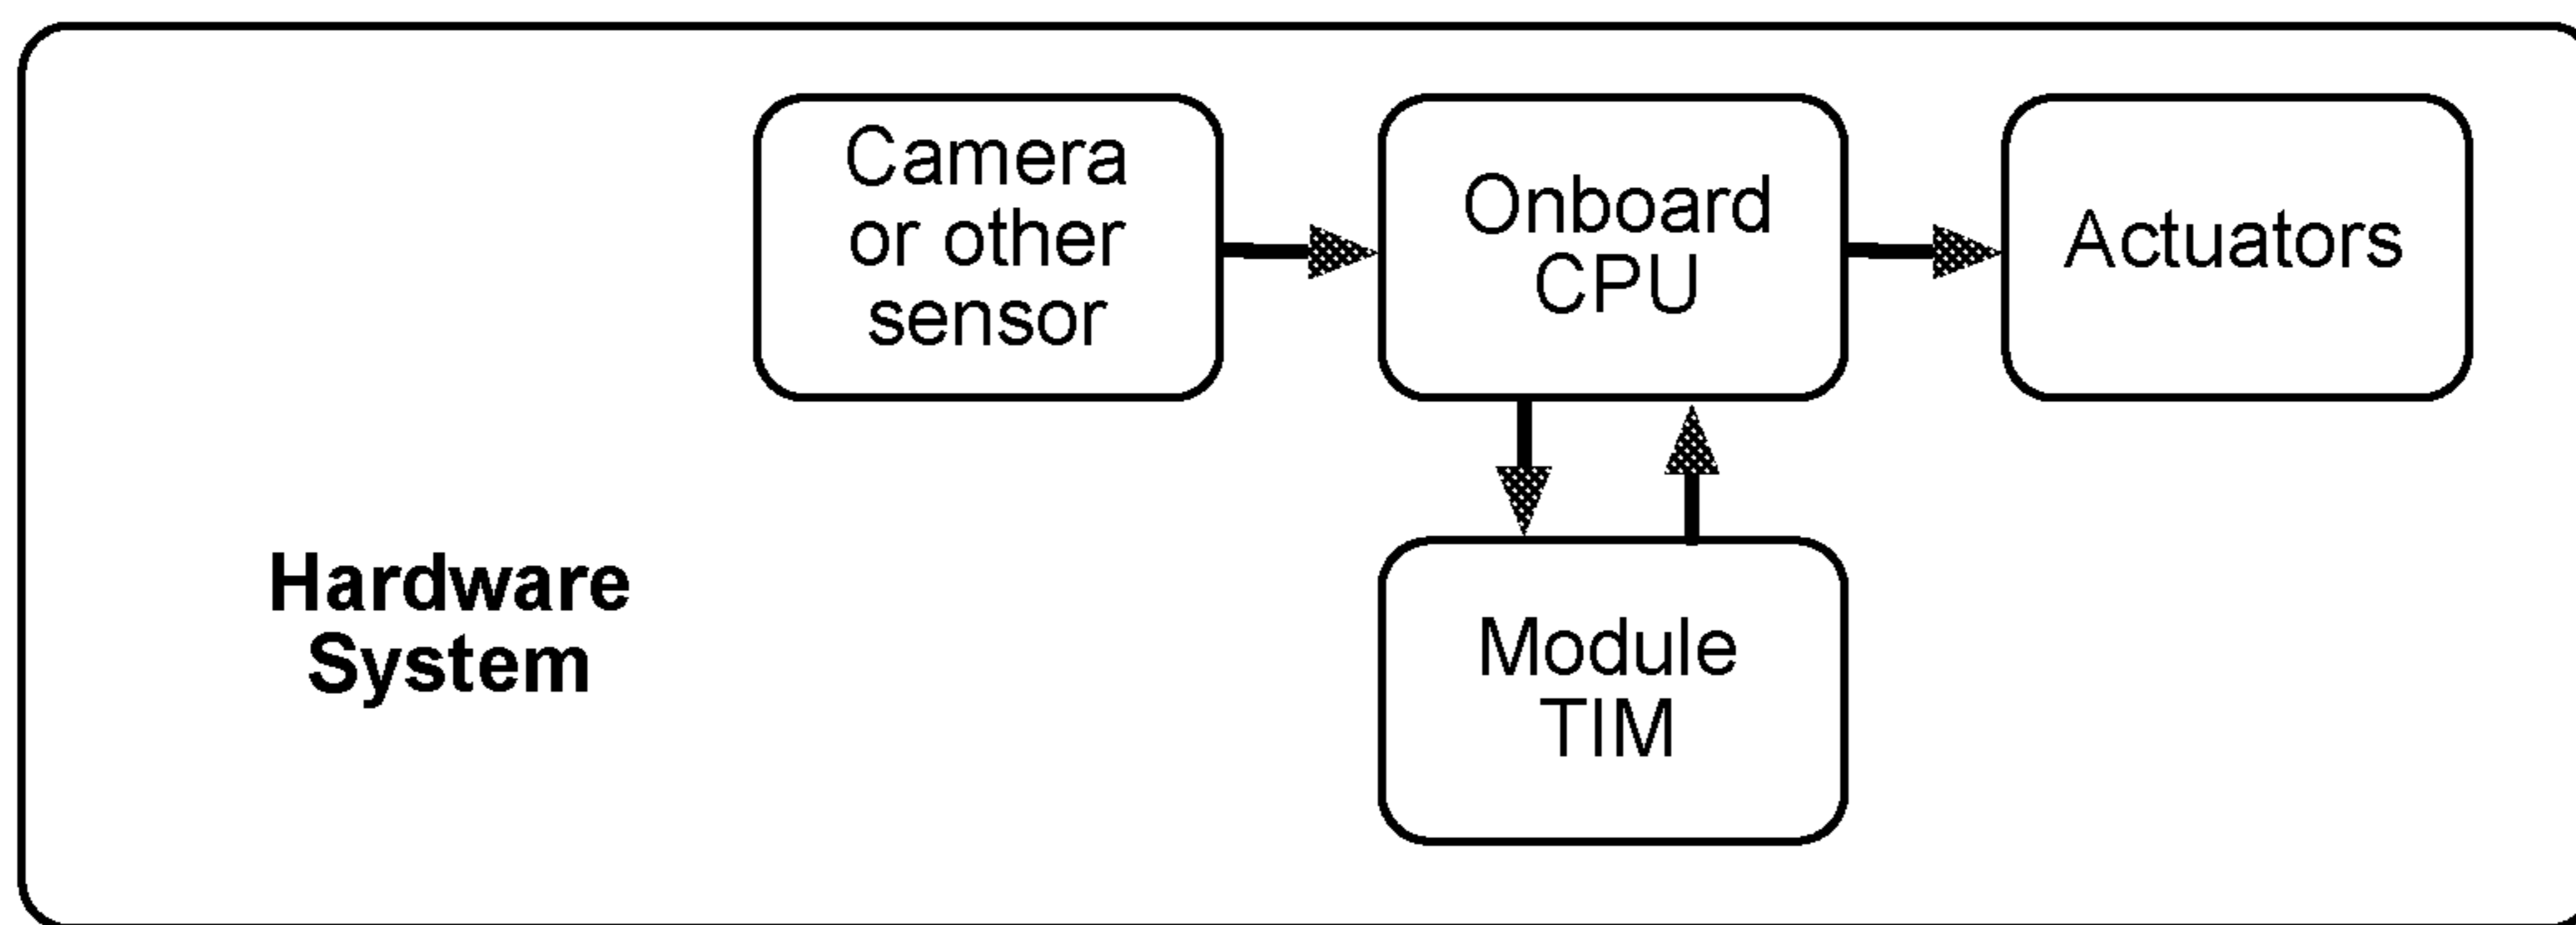 Camera
or other
sensor
Onboard
CPU
Actuators
Hardware
System
Module
TIM